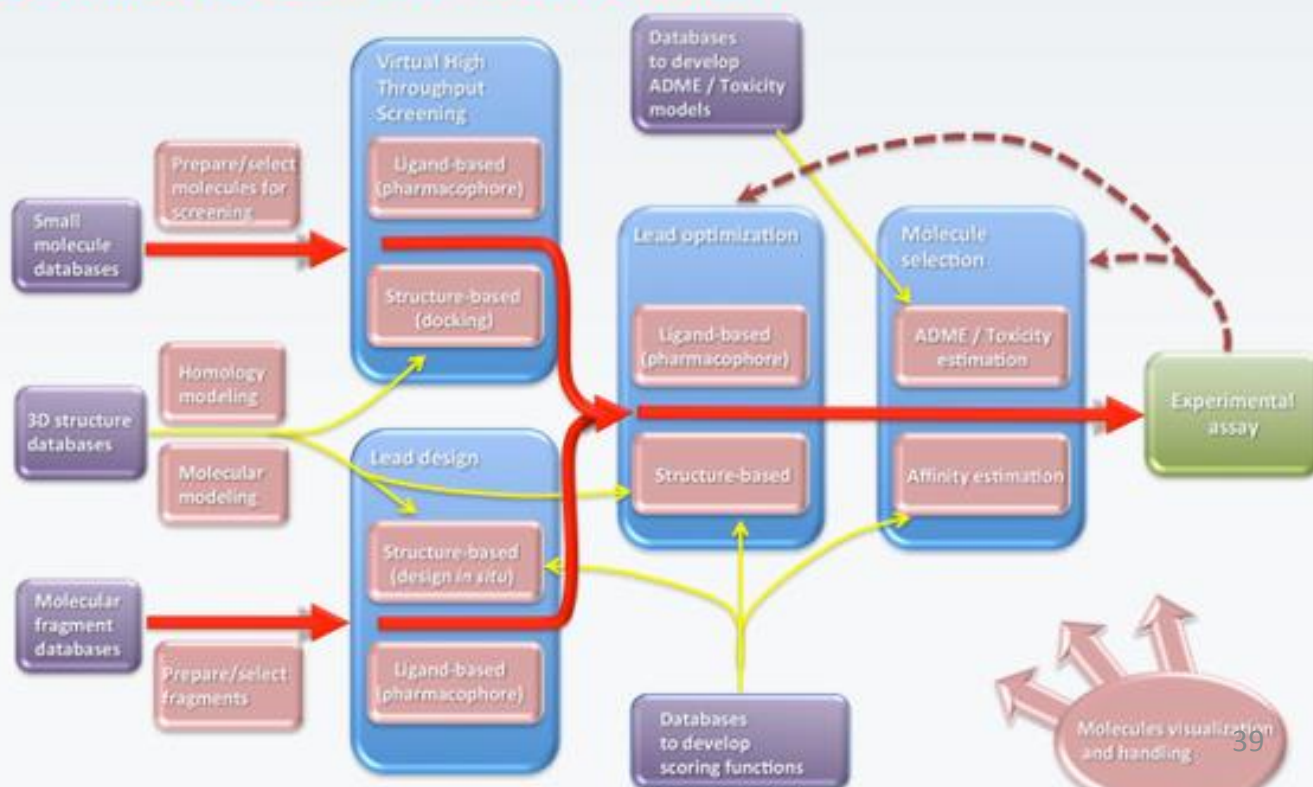 Databases
to develop
ADME / Toxicity
models
Virtual High
Throughput
Screening
Ligand-based
(pharmacophore)
Structure-based
(docking)
Prepare/select
molecules for
screening
Small
molecule
databases
Lead optimization
Ligand-based
(pharmacophore)
Structure-based
Molecule
selection
ADME / Toxicity
estimation
Affinity estimation
Experimental
assay
3D structure
databases
Homology
modeling
Molecular
modeling
Lead design
Structure-based
(design in situ)
Ligand-based
(pharmacophore)
Molecular
fragment
databases
Prepare/select
fragments
Databases
to develop
scoring functions
Molecules visualization
and handling
39